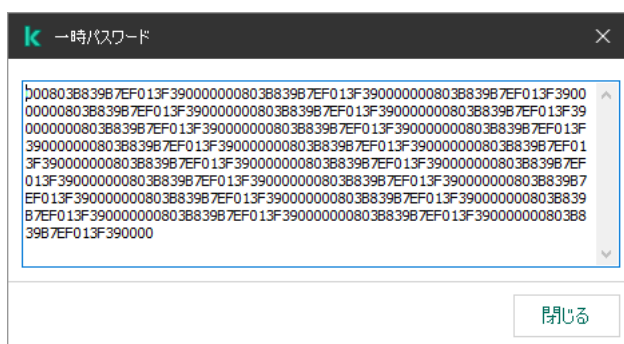 一時パスワード
000803B839B7EF013F390000000803B839B7EF013F390000000803B839B7EF013F3900
00000803B839B7EF013F390000000803B839B7EF013F390000000803B839B7EF013F39
0000000803B839B7EF013F390000000803B839B7EF013F390000000803B839B7EF013F
390000000803B839B7EF013F390000000803B839B7EF013F390000000803B839B7EF01
3F390000000803B839B7EF013F390000000803B839B7EF013F390000000803B839B7EF
013F390000000803B839B7EF013F390000000803B839B7EF013F390000000803B839B7
EF013F390000000803B839B7EF013F390000000803B839B7EF013F390000000803B839
B7EF013F390000000803B839B7EF013F390000000803B839B7EF013F390000000803B8
39B7EF013F390000
閉じる